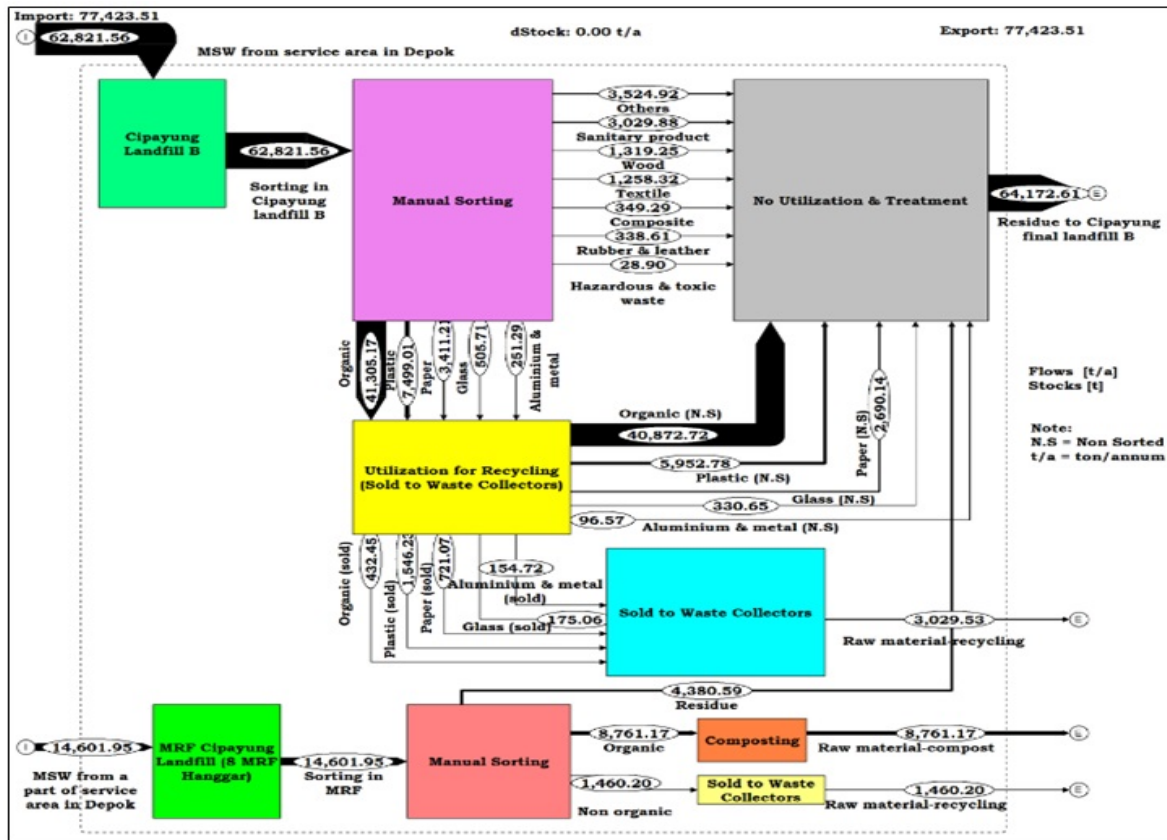 Import: 77,423.51
I
62,821.56
dStock: 0.00 t/a
Export: 77,423.51
MSW from service area in Depok
Cipayung
Landfill B
62,821.56
Sorting in
Cipayung
landfill B
Manual Sorting
3,524.92
Others
3,029.88
Sanitary product
1,319.25
Wood
1,258.32
Textile
349.29
Composite
338.61
Rubber & leather
28.90
Hazardous & toxic
waste
No Utilization & Treatment
64,172.61
E
Residue to Cipayung
final landfill B
Organic
41,305.17
Plastic
7,499.01
Paper
3,411.21
Glass
505.71
251.29
Aluminium &
metal
Flows [t/a]
Stocks [t]
Note:
N.S = Non Sorted
t/a = ton/annum
Utilization for Recycling
(Sold to Waste Collectors)
Organic (N.S)
40,872.72
5,952.78
Plastic (N.S)
Paper (N.S)
2,690.14
Glass (N.S)
330.65
96.57
Aluminium & metal (N.S)
Organic (sold)
432.45
Plastic (sold)
1,546.23
Paper (sold)
721.07
154.72
Aluminium & metal
(sold)
175.06
Glass (sold)
Sold to Waste Collectors
3,029.53
E
Raw material-recycling
4,380.59
Residue
I
14,601.95
MSW from a
part of service
area in Depok
MRF Cipayung
Landfill (8 MRF
Hanggar)
14,601.95
Sorting in
MRF
Manual Sorting
8,761.17
Organic
Composting
8,761.17
E
Raw material-compost
1,460.20
Non organic
Sold to Waste
Collectors
1,460.20
E
Raw material-recycling